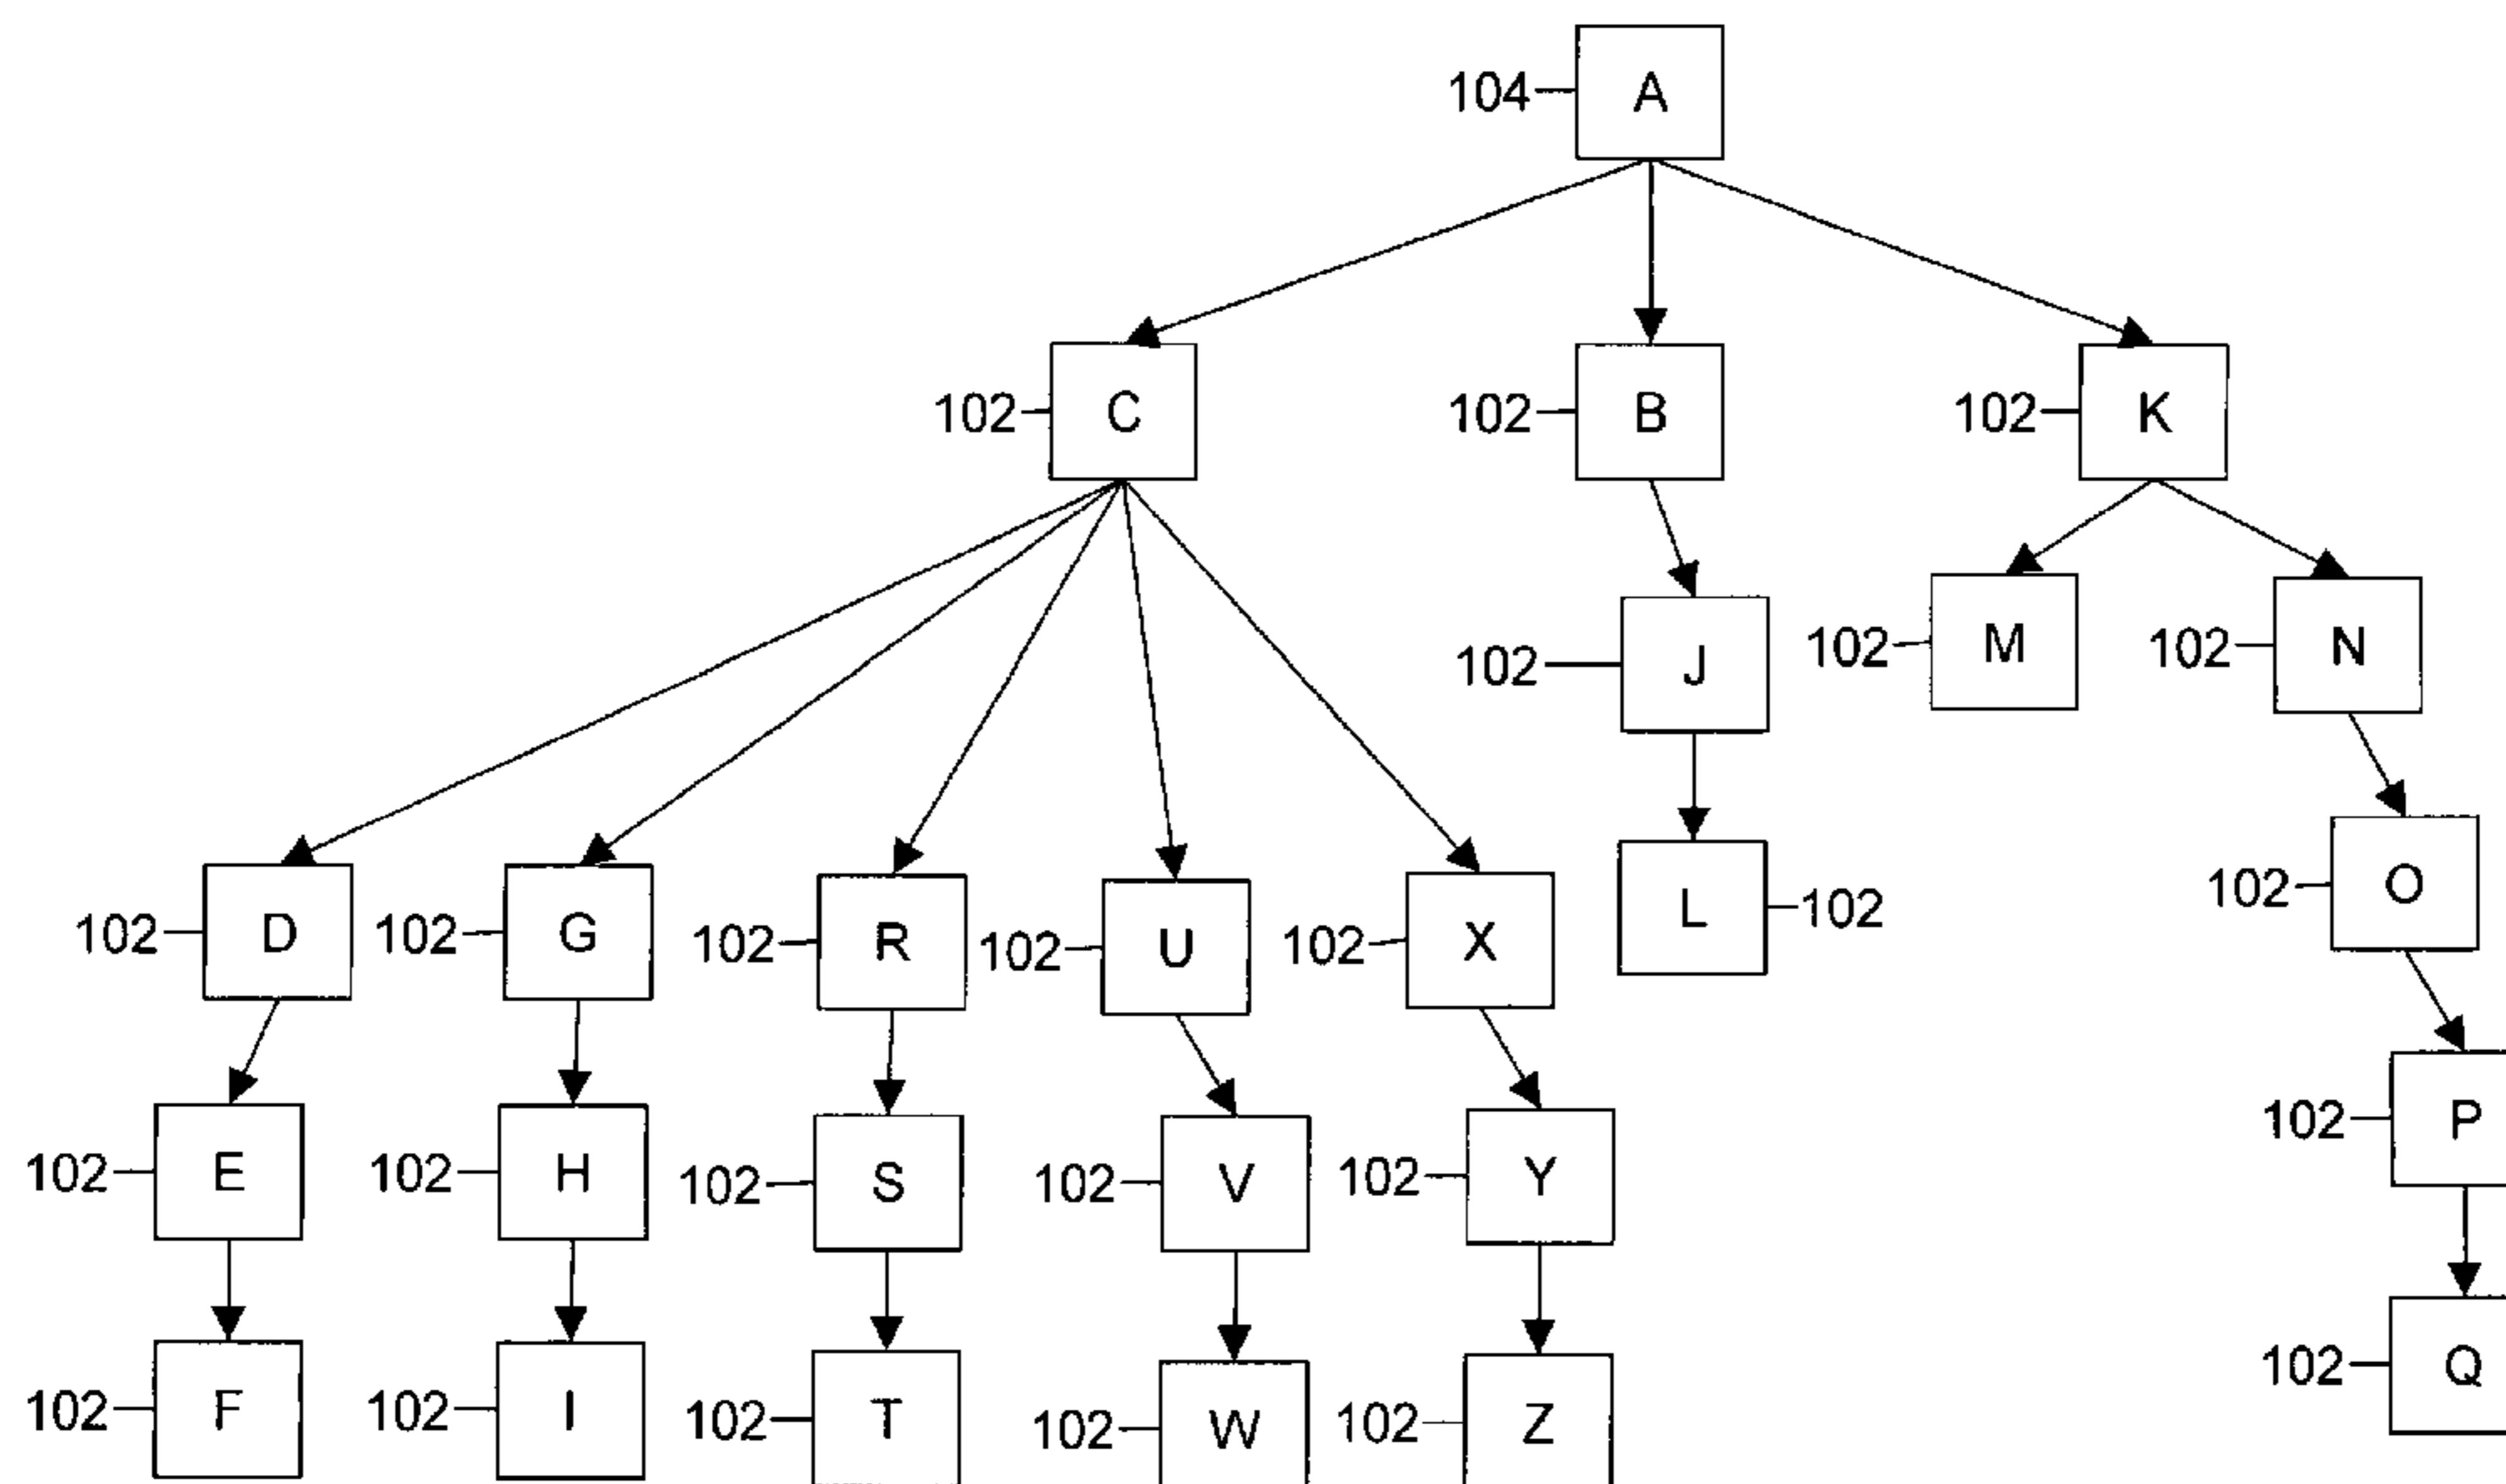 104 A
102 C 102 B 102 K
102 J 102 M 102 N
102 D 102 G 102 R 102 U 102 X L 102 102 O
102 E 102 H 102 S 102 V 102 Y 102 P
102 F 102 I 102 T 102 W 102 Z 102 Q